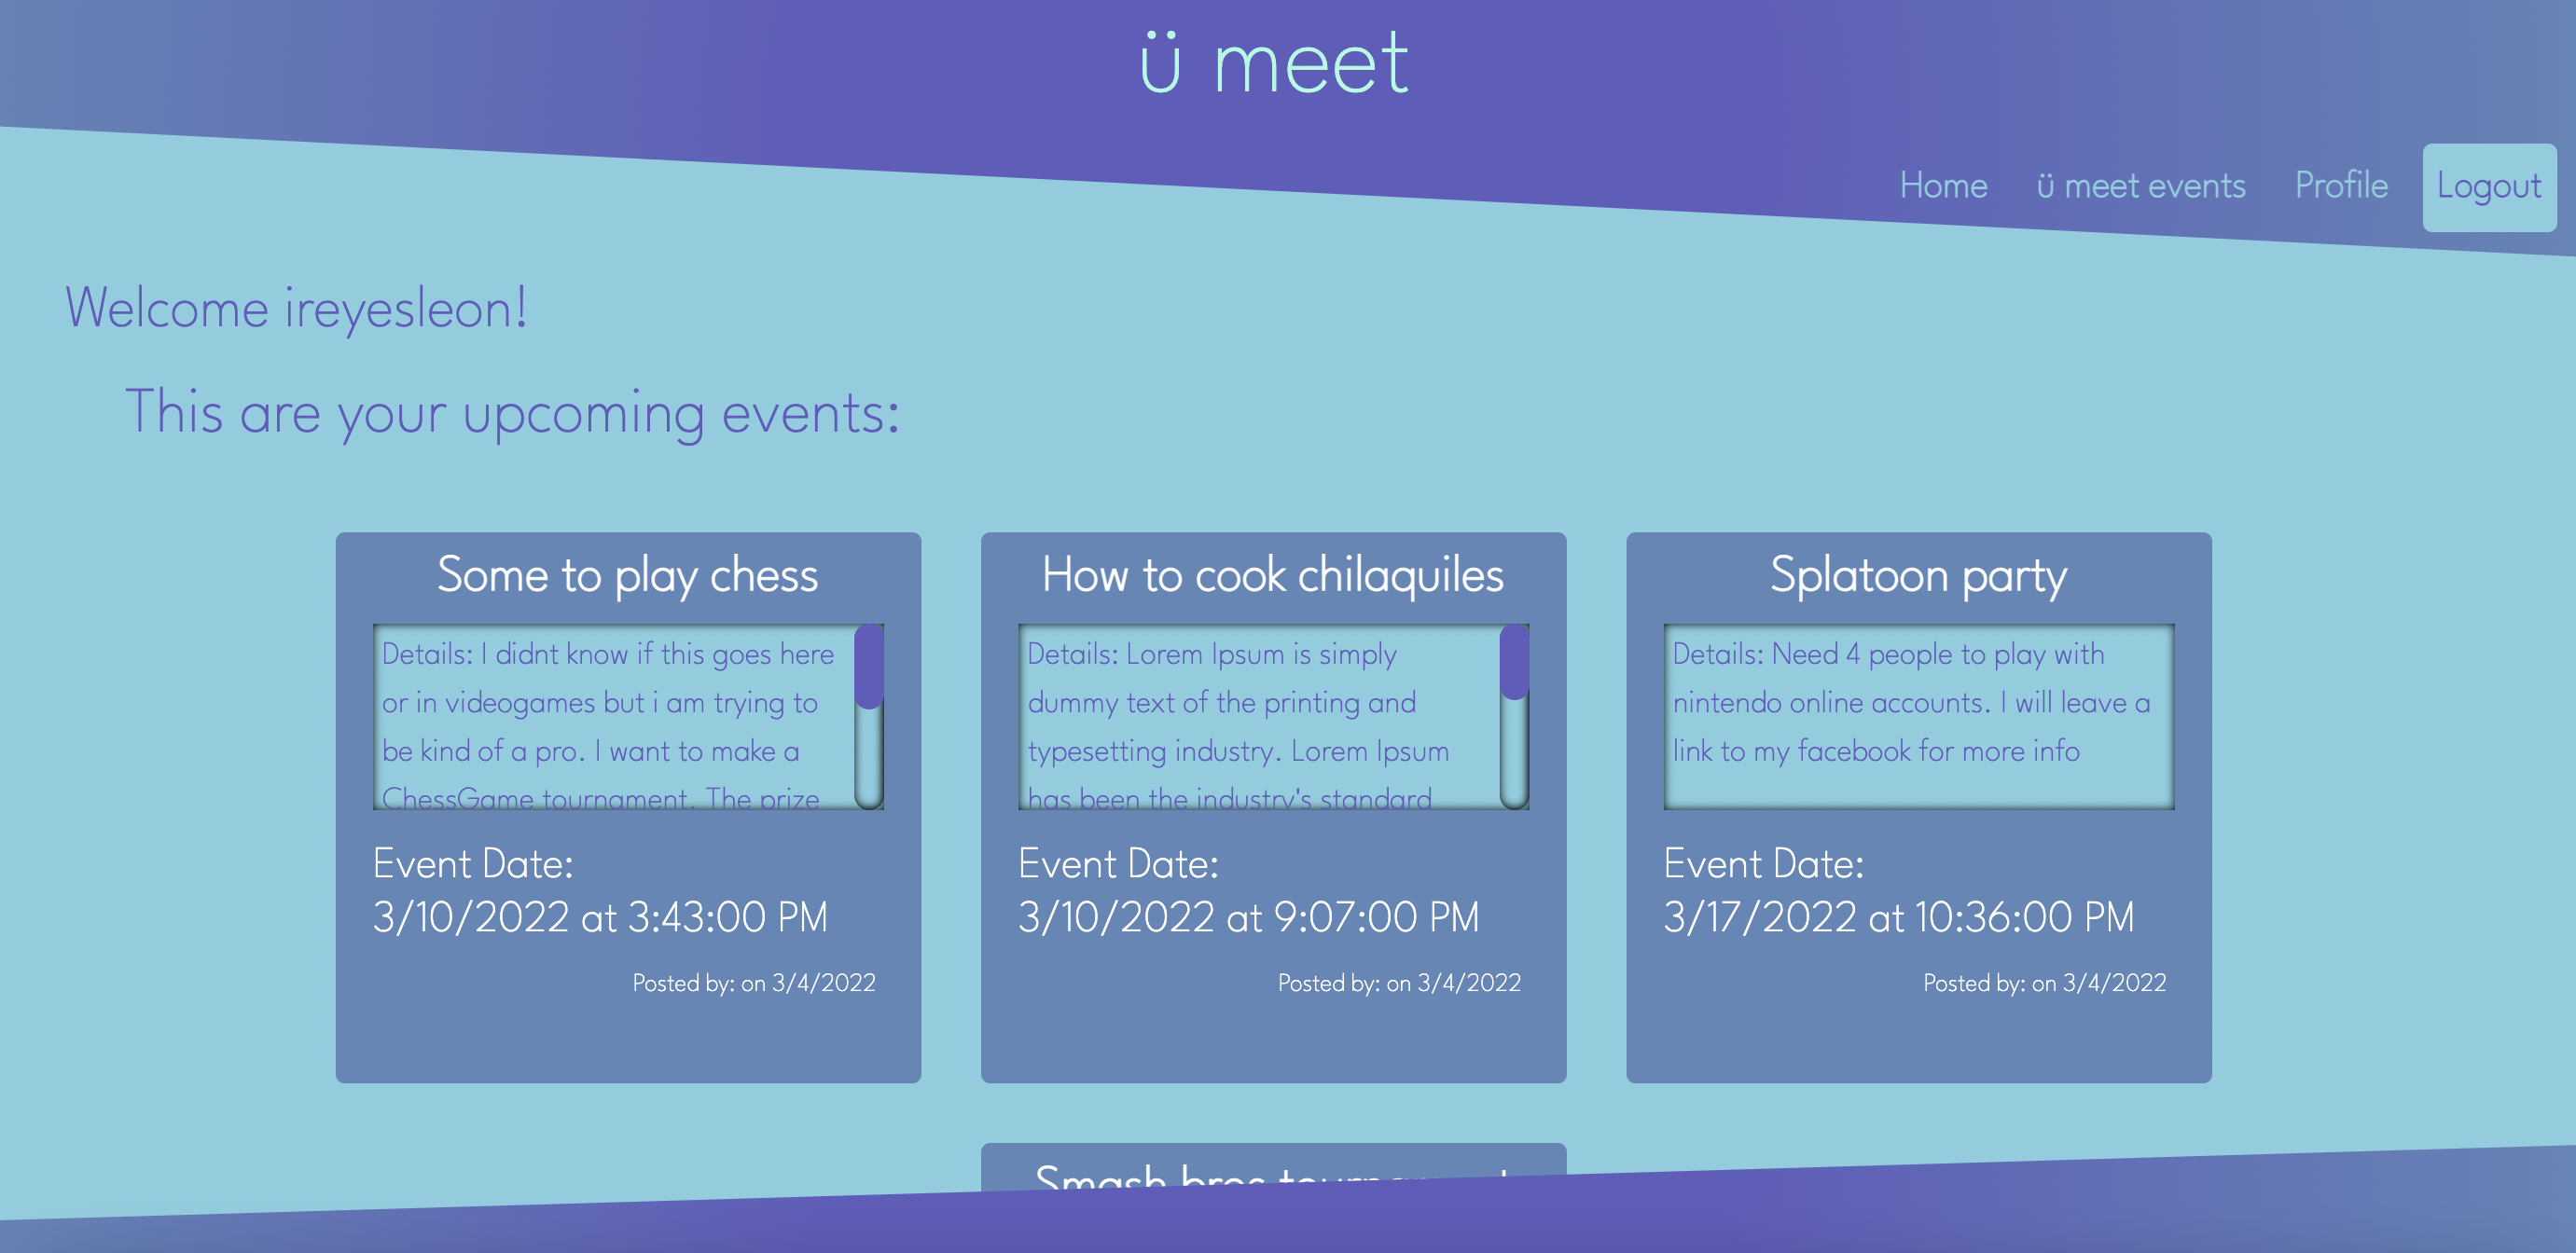 ü meet
Home ü meet events Profile Logout
Welcome ireyesleon!
This are your upcoming events:
Some to play chess
Details: I didnt know if this goes here
or in videogames but i am trying to
be kind of a pro. I want to make a
ChessGame tournament. The prize
Event Date:
3/10/2022 at 3:43:00 PM
Posted by: on 3/4/2022
How to cook chilaquiles
Details: Lorem Ipsum is simply
dummy text of the printing and
typesetting industry. Lorem Ipsum
has been the industry's standard
Event Date:
3/10/2022 at 9:07:00 PM
Posted by: on 3/4/2022
Splatoon party
Details: Need 4 people to play with
nintendo online accounts. I will leave a
link to my facebook for more info
Event Date:
3/17/2022 at 10:36:00 PM
Posted by: on 3/4/2022
Smash bros tournament